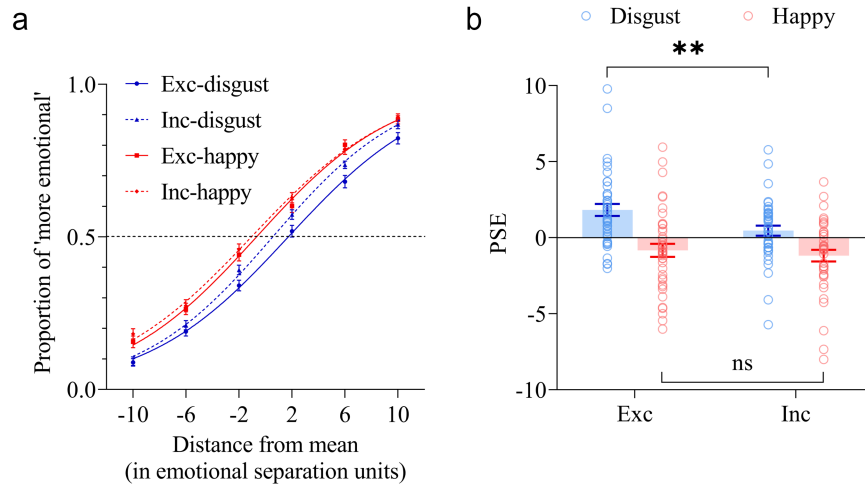 a
Exc-disgust
Inc-disgust
Exc-happy
Inc-happy
Proportion of 'more emotional'
1.0
0.5
0.0
-10
-6
-2
2
6
10
Distance from mean
(in emotional separation units)
b
Disgust
Happy
**
PSE
10
5
0
-5
-10
ns
Exc
Inc